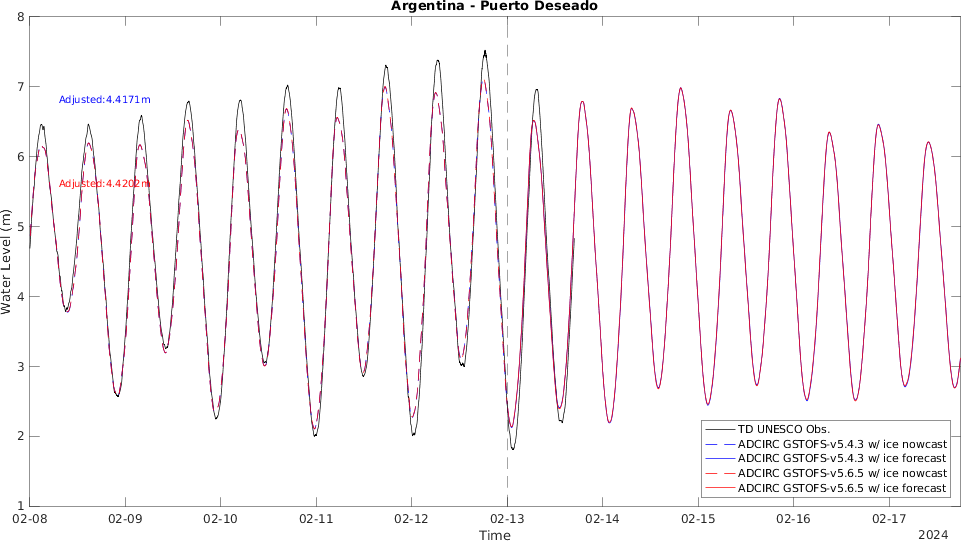 Argentina - Puerto Deseado
8
7
6
5
4
3
2
1
Water Level (m)
Adjusted:4.4171m
Adjusted:4.4202m
TD UNESCO Obs.
ADCIRC GSTOFS-v5.4.3 w/ ice nowcast
ADCIRC GSTOFS-v5.4.3 w/ ice forecast
ADCIRC GSTOFS-v5.6.5 w/ ice nowcast
ADCIRC GSTOFS-v5.6.5 w/ ice forecast
02-08 02-09 02-10 02-11 02-12 02-13 02-14 02-15 02-16 02-17
Time
2024